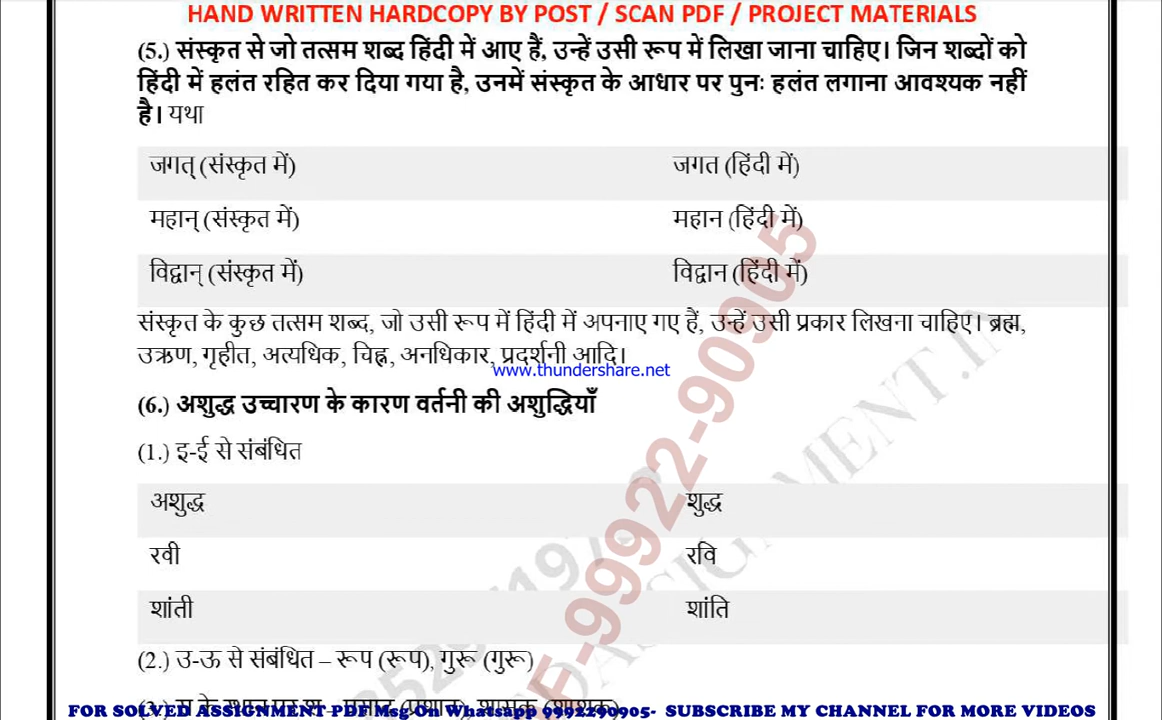 HAND WRITTEN HARDCOPY BY POST / SCAN PDF / PROJECT MATERIALS
(5.) संस्कृत से जो तत्सम शब्द हिंदी में आए हैं, उन्हें उसी रूप में लिखा जाना चाहिए। जिन शब्दों को
हिंदी में हलंत रहित कर दिया गया है, उनमें संस्कृत के आधार पर पुनः हलंत लगाना आवश्यक नहीं
है। यथा
जगत् (संस्कृत में) जगत (हिंदी में)
महान् (संस्कृत में) महान (हिंदी में)
विद्वान् (संस्कृत में) विद्वान (हिंदी में)
संस्कृत के कुछ तत्सम शब्द, जो उसी रूप में हिंदी में अपनाए गए हैं, उन्हें उसी प्रकार लिखना चाहिए। ब्रह्म,
उऋण, गृहीत, अत्यधिक, चिह्न, अनधिकार, प्रदर्शनी आदि।
www.thundershare.net
(6.) अशुद्ध उच्चारण के कारण वर्तनी की अशुद्धियाँ
(1.) इ-ई से संबंधित
अशुद्ध शुद्ध
रवी रवि
शांती शांति
(2.) उ-ऊ से संबंधित – रूप (रूप), गुरू (गुरू)
FOR SOLVED ASSIGNMENT PDF Msg On Whatsapp 9992290905- SUBSCRIBE MY CHANNEL FOR MORE VIDEOS